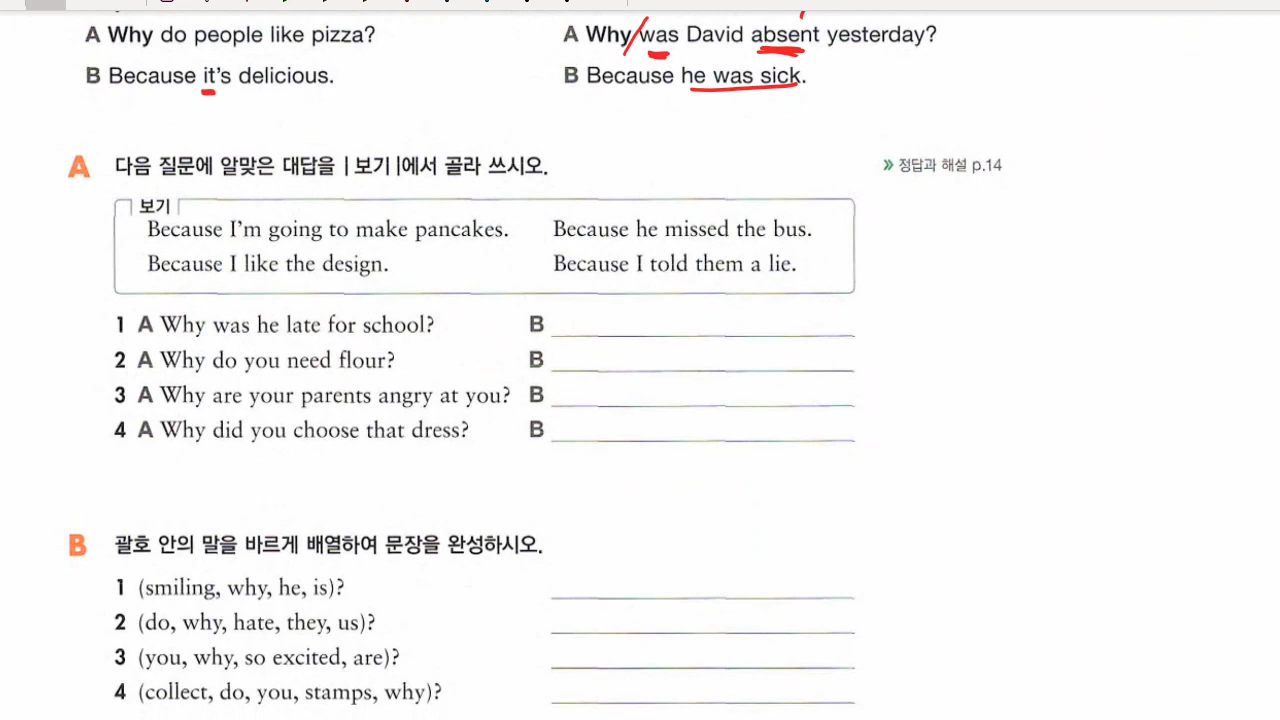 A Why do people like pizza?
B Because it's delicious.
A Why was David absent yesterday?
B Because he was sick.
A 다음 질문에 알맞은 대답을 |보기|에서 골라 쓰시오.
» 정답과 해설 p.14
보기
Because I'm going to make pancakes. Because he missed the bus.
Because I like the design. Because I told them a lie.
1 A Why was he late for school? B
2 A Why do you need flour? B
3 A Why are your parents angry at you? B
4 A Why did you choose that dress? B
B 괄호 안의 말을 바르게 배열하여 문장을 완성하시오.
1 (smiling, why, he, is)?
2 (do, why, hate, they, us)?
3 (you, why, so excited, are)?
4 (collect, do, you, stamps, why)?